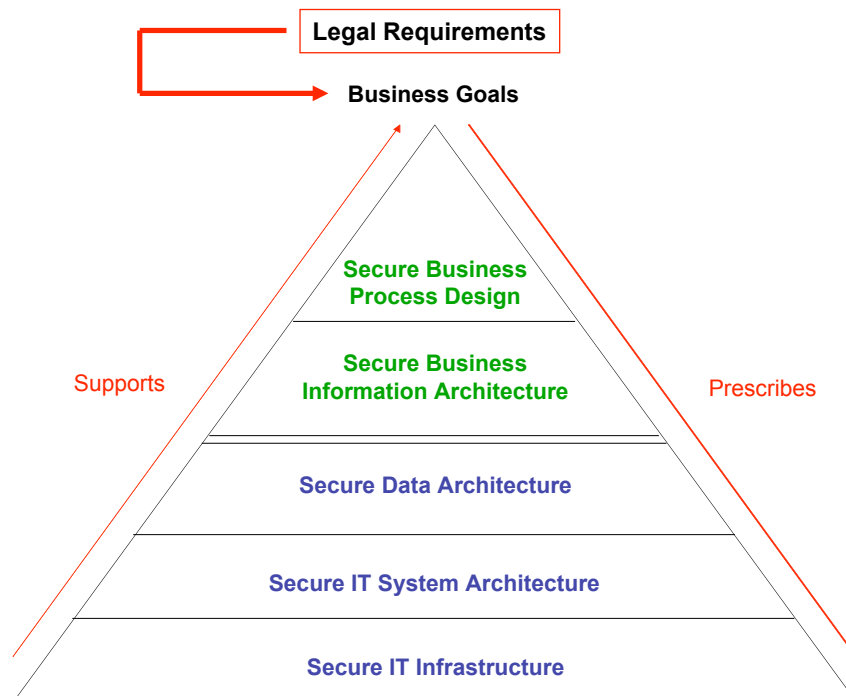 Legal Requirements
Business Goals
Secure Business
Process Design
Secure Business
Information Architecture
Supports
Prescribes
Secure Data Architecture
Secure IT System Architecture
Secure IT Infrastructure